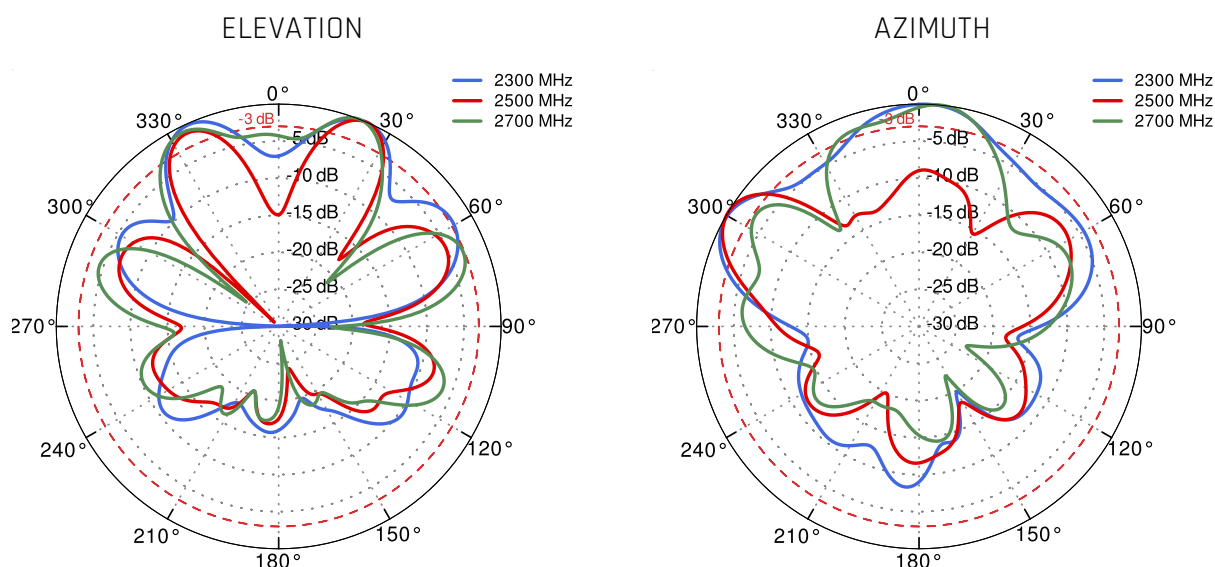 ELEVATION
2300 MHz
2500 MHz
2700 MHz
0°
-3 dB
330°
30°
-5 dB
-10 dB
300°
60°
-15 dB
-20 dB
-25 dB
270°
-30 dB
90°
240°
120°
210°
150°
180°
AZIMUTH
2300 MHz
2500 MHz
2700 MHz
0°
-3 dB
330°
30°
-5 dB
-10 dB
300°
60°
-15 dB
-20 dB
-25 dB
270°
-30 dB
90°
240°
120°
210°
150°
180°